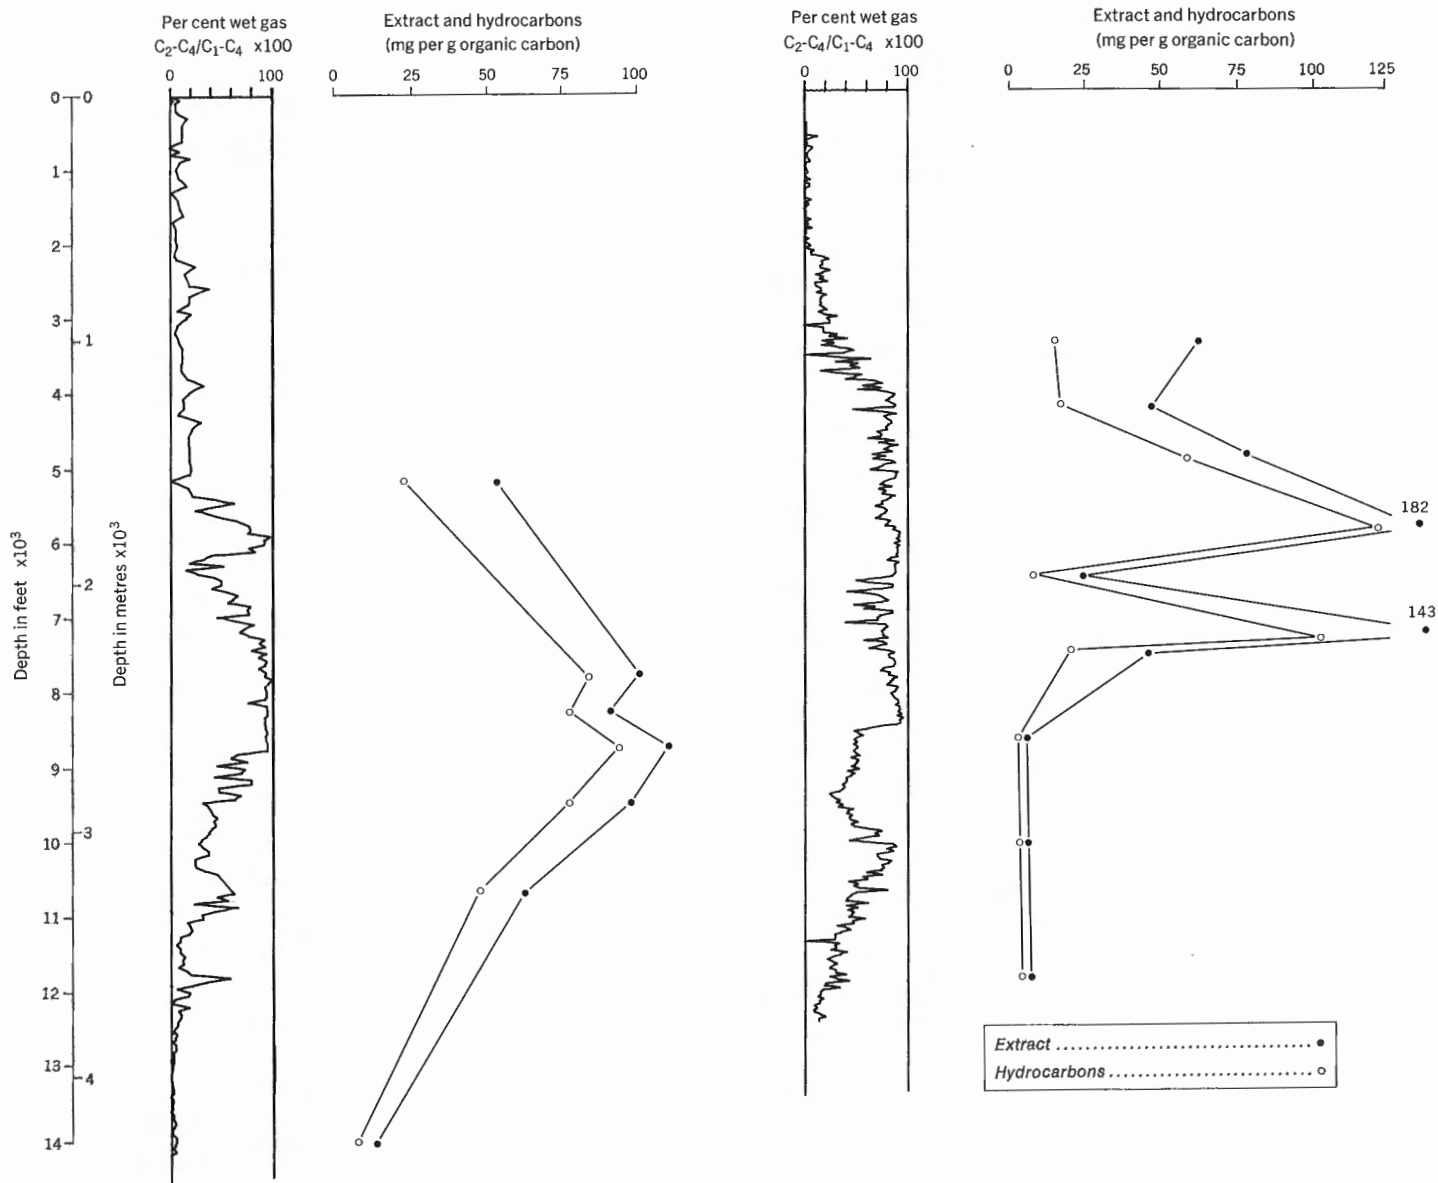 Per cent wet gas
C₂-C₄/C₁-C₄ x100
0 100
Extract and hydrocarbons
(mg per g organic carbon)
0 25 50 75 100
Per cent wet gas
C₂-C₄/C₁-C₄ x100
0 100
Extract and hydrocarbons
(mg per g organic carbon)
0 25 50 75 100 125
Depth in feet x10³
0
1
2
3
4
5
6
7
8
9
10
11
12
13
14
Depth in metres x10³
0
1
2
3
4
182
143
Extract
Hydrocarbons